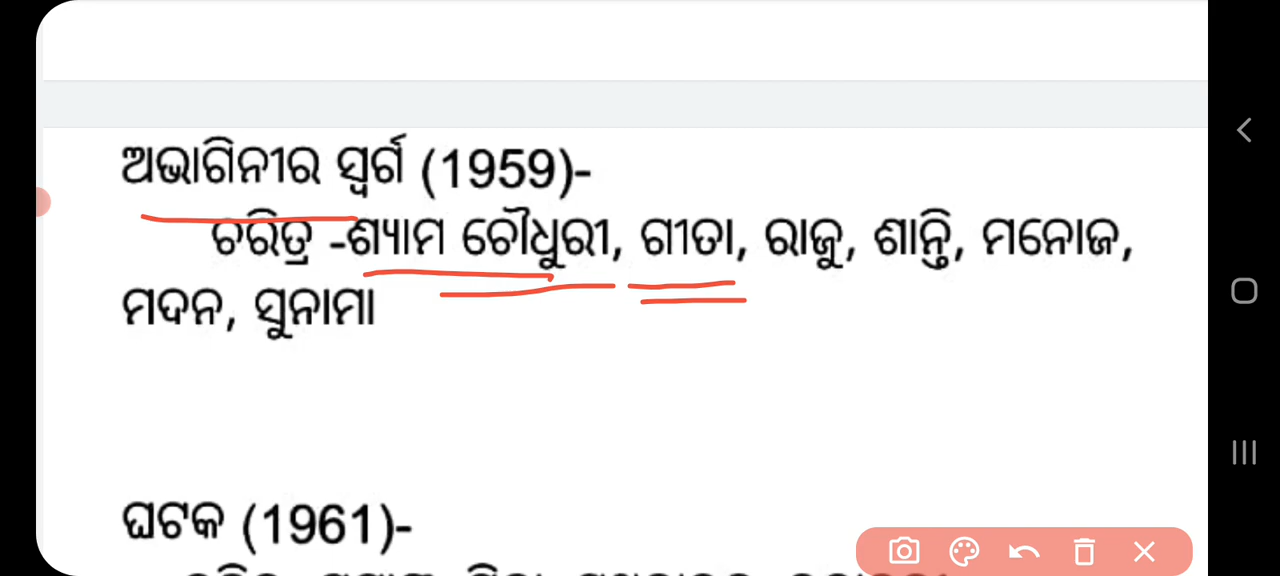 ଅଭାଗିନୀର ସ୍ୱର୍ଗ (1959)-
ଚରିତ୍ର -ଶ୍ୟାମ ଚୌଧୁରୀ, ଗୀତା, ରାଜୁ, ଶାନ୍ତି, ମନୋଜ,
ମଦନ, ସୁନାମା
ଘଟକ (1961)-